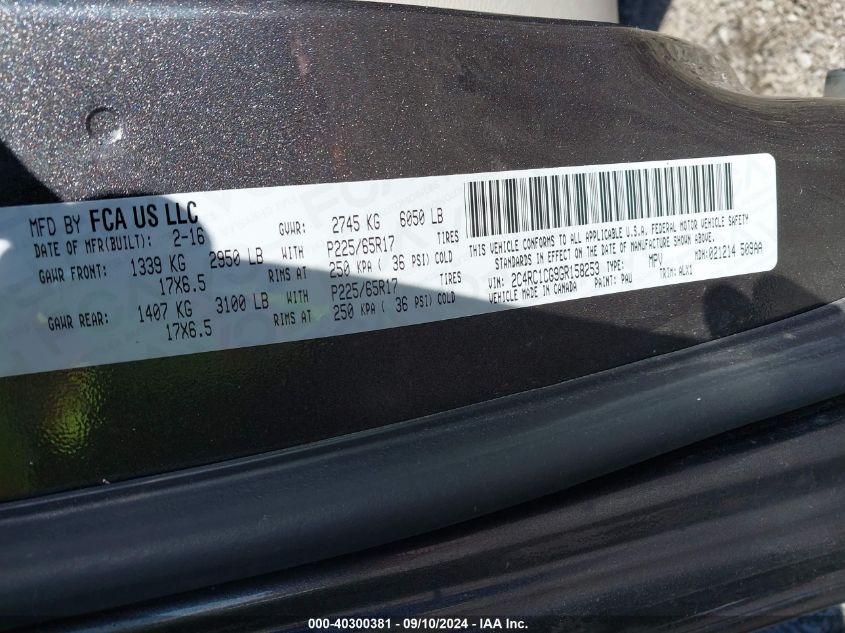 MFD BY FCA US LLC
DATE OF MFR(BUILT): 2-16 GVWR: 2745 KG 6050 LB
GAWR FRONT: 1339 KG 2950 LB WITH P225/65R17 TIRES
17X6.5 RIMS AT 250 KPA ( 36 PSI) COLD
GAWR REAR: 1407 KG 3100 LB WITH P225/65R17 TIRES
17X6.5 RIMS AT 250 KPA ( 36 PSI) COLD
THIS VEHICLE CONFORMS TO ALL APPLICABLE U.S.A. FEDERAL MOTOR VEHICLE SAFETY
STANDARDS IN EFFECT ON THE DATE OF MANUFACTURE SHOWN ABOVE.
VIN: 2C4RC1CG9GR158253 TYPE: MPV MDH: 021214 509AA
VEHICLE MADE IN CANADA PAINT: PAU TRIM: ALX1
000-40300381 - 09/10/2024 - IAA Inc.